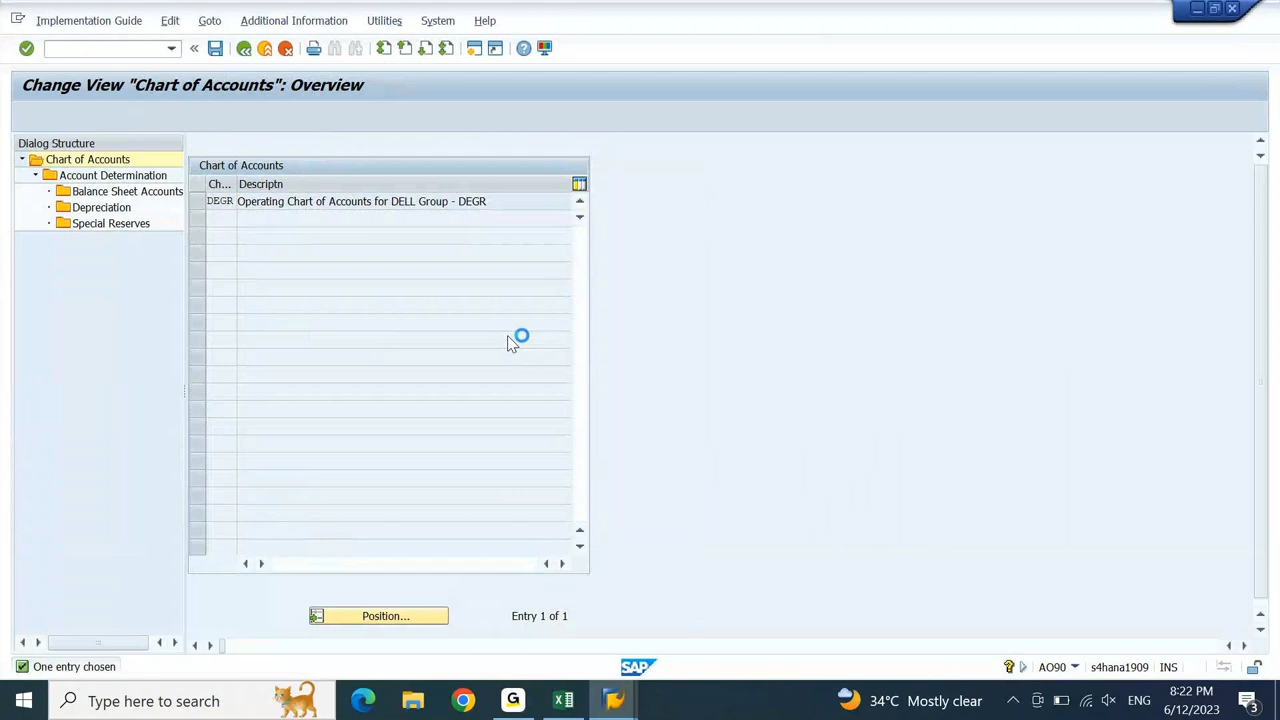 Implementation Guide Edit Goto Additional Information Utilities System Help
Change View "Chart of Accounts": Overview
Dialog Structure
Chart of Accounts
Account Determination
Balance Sheet Accounts
Depreciation
Special Reserves
Chart of Accounts
Ch... Descriptn
DEGR Operating Chart of Accounts for DELL Group - DEGR
Position... Entry 1 of 1
One entry chosen
SAP
AO90 s4hana1909 INS
Type here to search
34°C Mostly clear
ENG
8:22 PM
6/12/2023
3